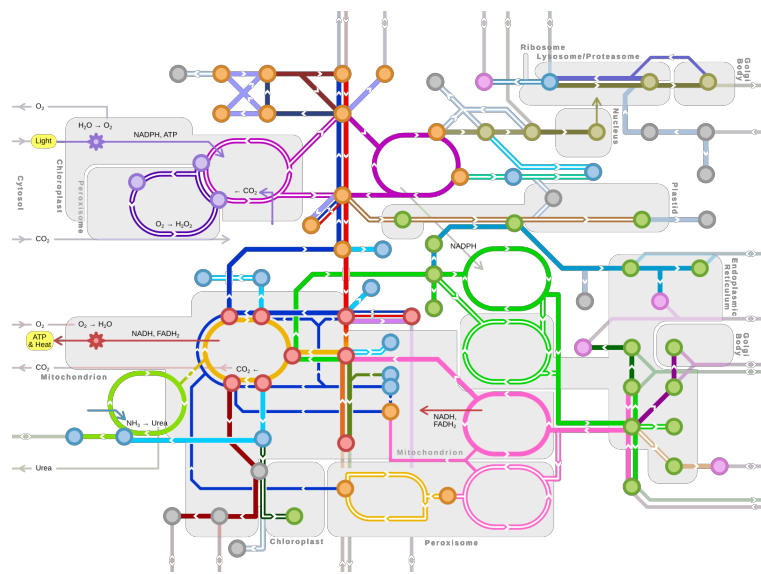 Ribosome
Lysosome/Proteasome
Golgi
Body
O₂
H₂O → O₂
Light
NADPH, ATP
Nucleus
Cytosol
Chloroplast
Peroxisome
← CO₂
O₂ → H₂O₂
Plastid
CO₂
NADPH
Endoplasmic
Reticulum
O₂
O₂ → H₂O
ATP
& Heat
NADH, FADH₂
CO₂
CO₂ ←
Mitochondrion
Golgi
Body
NH₃ → Urea
NADH,
FADH₂
Mitochondrion
Urea
Chloroplast
Peroxisome